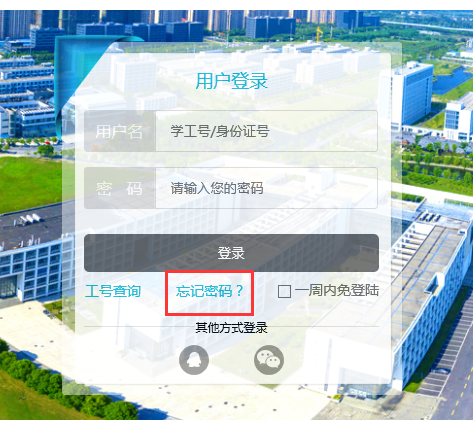 用户登录
用户名 学工号/身份证号
密 码 请输入您的密码
登录
工号查询 忘记密码？ 一周内免登陆
其他方式登录